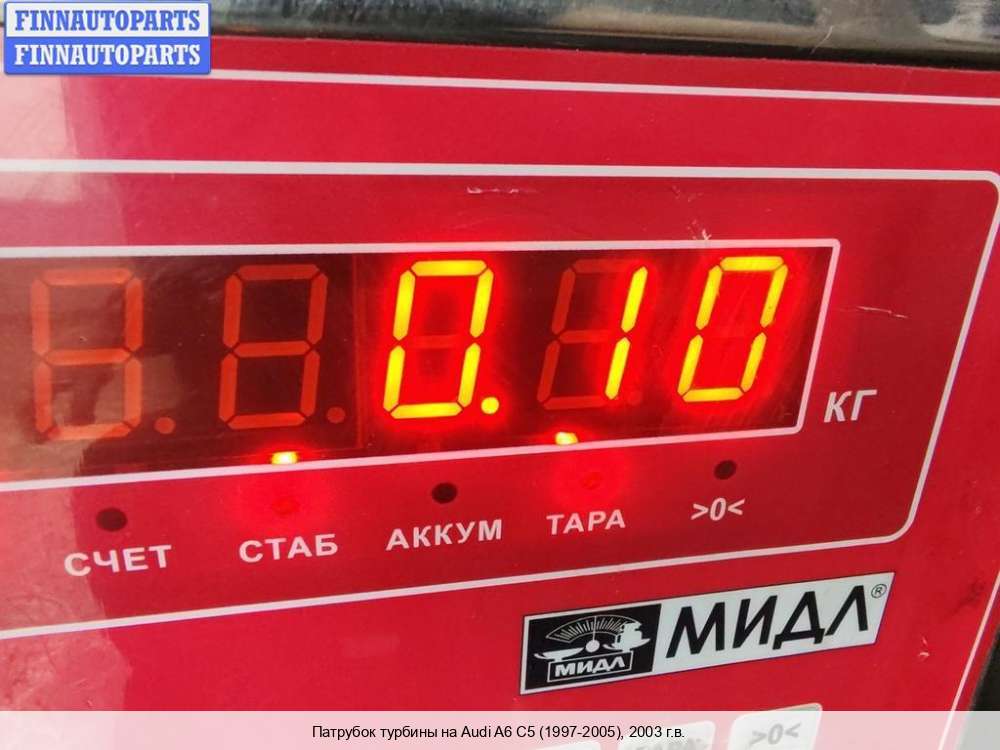 FINNAUTOPARTS
FINNAUTOPARTS
0.10
КГ
СЧЕТ СТАБ АККУМ ТАРА >0<
МИДЛ МИДЛ®
>0<
Патрубок турбины на Audi A6 C5 (1997-2005), 2003 г.в.